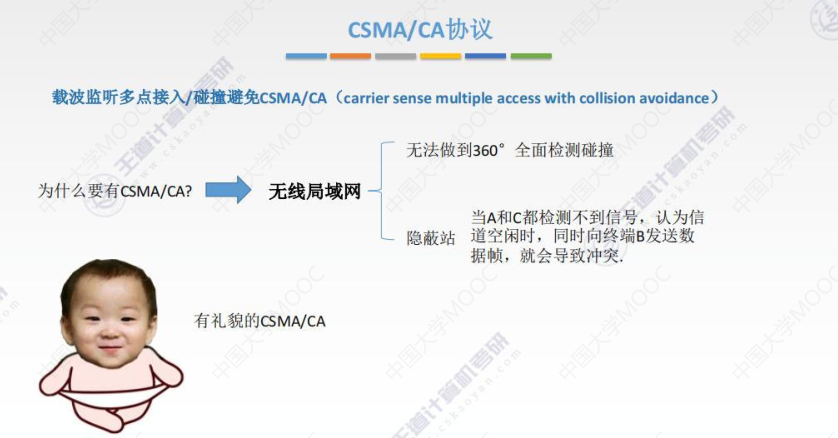 CSMA/CA协议
载波监听多点接入/碰撞避免CSMA/CA（carrier sense multiple access with collision avoidance）
为什么要有CSMA/CA?
无线局域网
无法做到360°全面检测碰撞
隐蔽站
当A和C都检测不到信号，认为信
道空闲时，同时向终端B发送数
据帧，就会导致冲突.
有礼貌的CSMA/CA
中国大学MOOC
王道计算机考研
www.cskaoyan.com